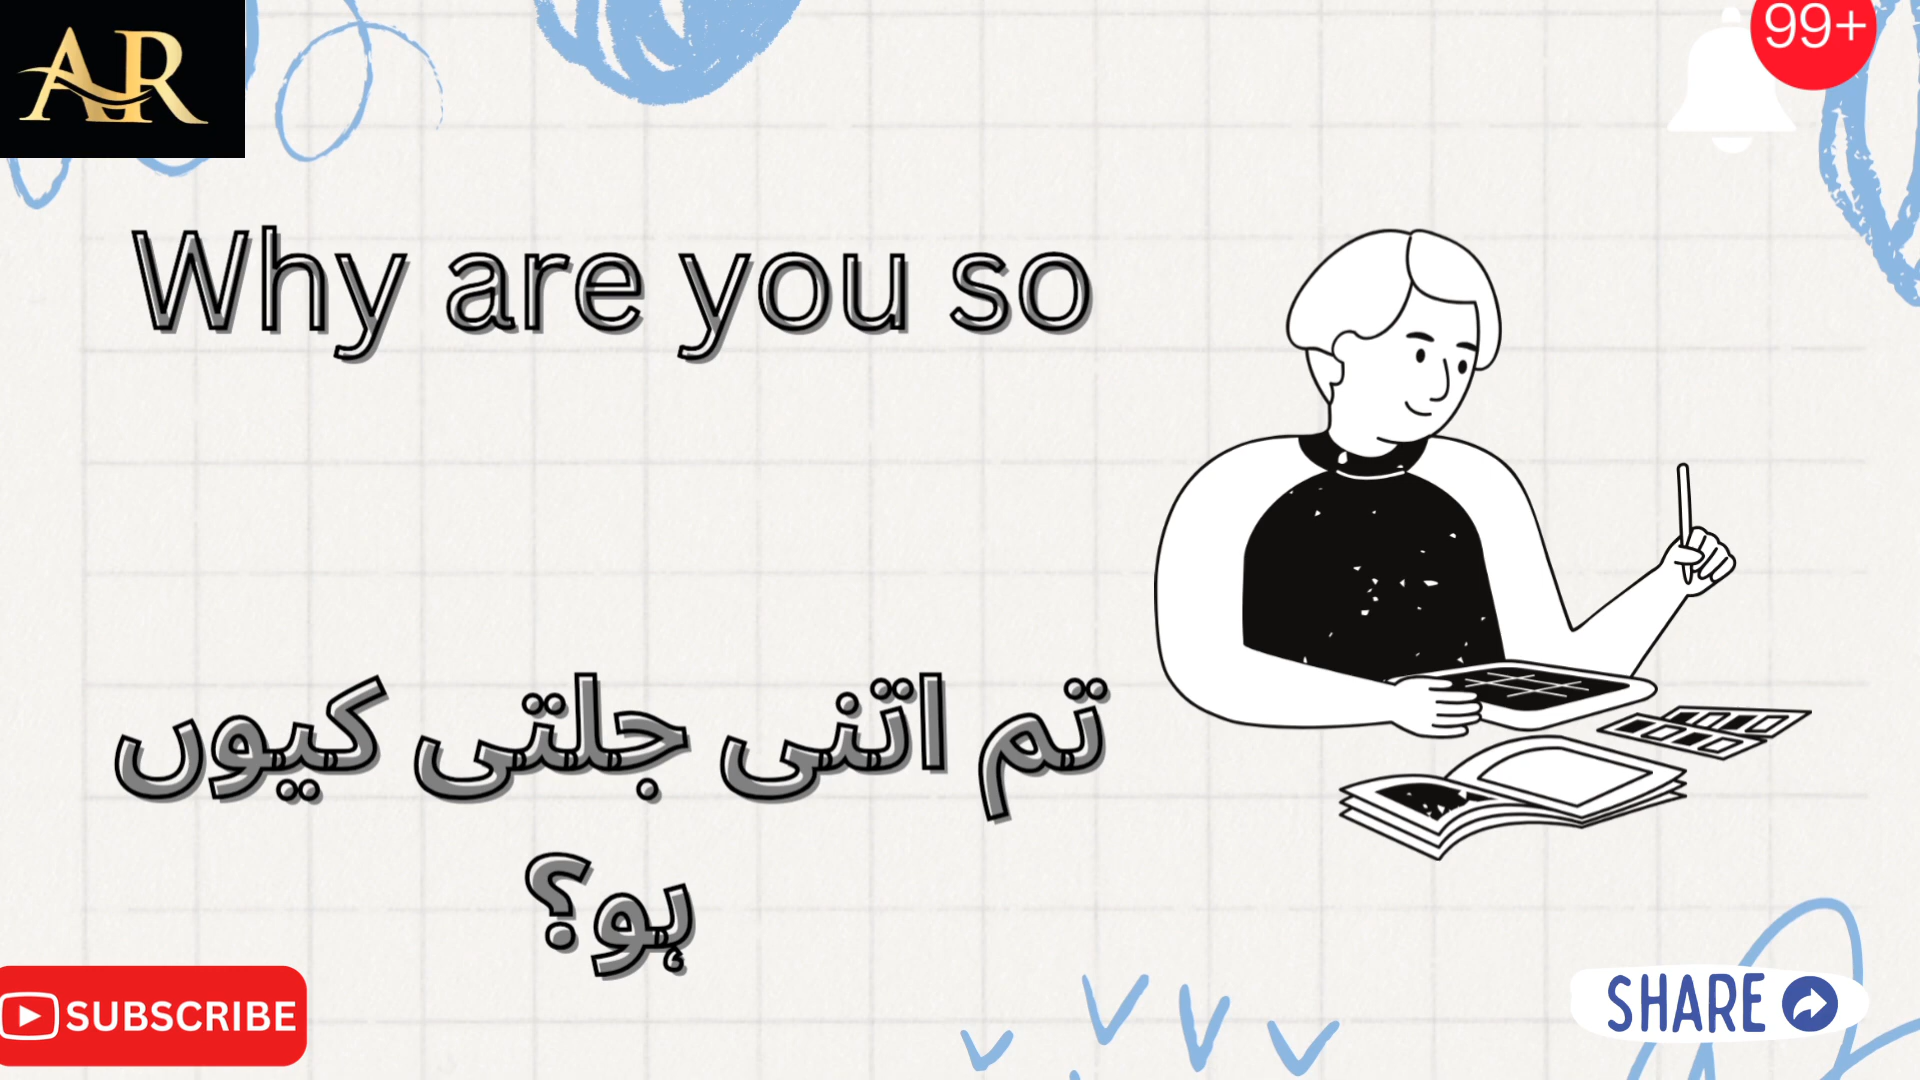 AR
99+
Why are you so
تم اتنی جلتی کیوں
ہو؟
SUBSCRIBE
SHARE